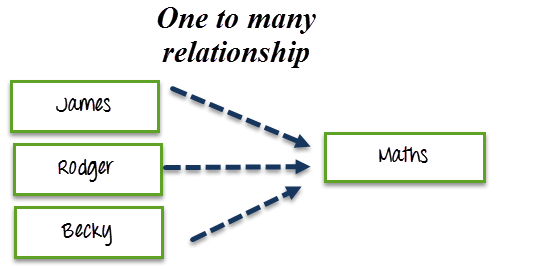 One to many
relationship
James
Rodger
Maths
Becky